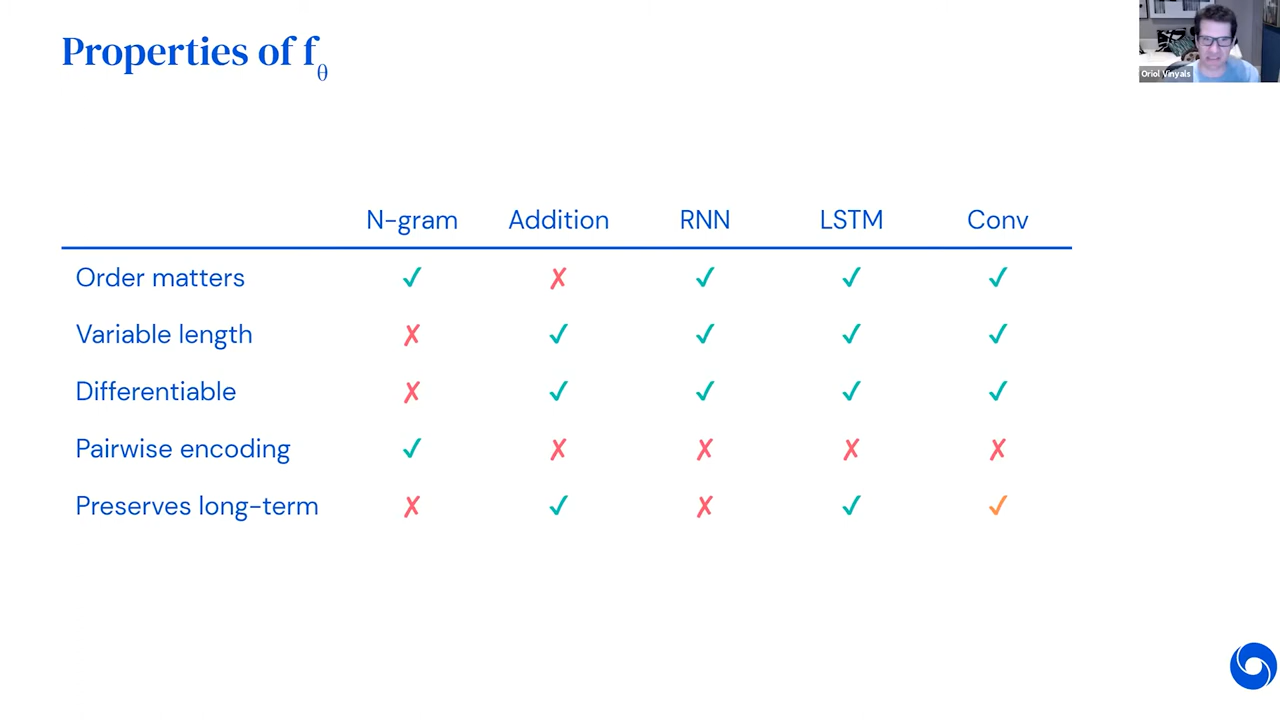 Properties of fθ
Oriol Vinyals
N-gram Addition RNN LSTM Conv
Order matters ✓ ✗ ✓ ✓ ✓
Variable length ✗ ✓ ✓ ✓ ✓
Differentiable ✗ ✓ ✓ ✓ ✓
Pairwise encoding ✓ ✗ ✗ ✗ ✗
Preserves long-term ✗ ✓ ✗ ✓ ✓